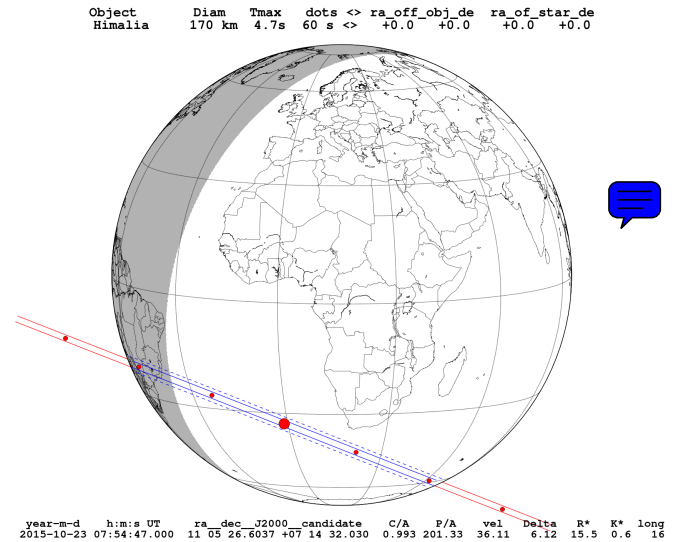 Object Diam Tmax dots <> ra_off_obj_de ra_of_star_de
Himalia 170 km 4.7s 60 s <> +0.0 +0.0 +0.0 +0.0
year-m-d h:m:s UT ra__dec__J2000__candidate C/A P/A vel Delta R* K* long
2015-10-23 07:54:47.000 11 05 26.6037 +07 14 32.030 0.993 201.33 36.11 6.12 15.5 0.6 16